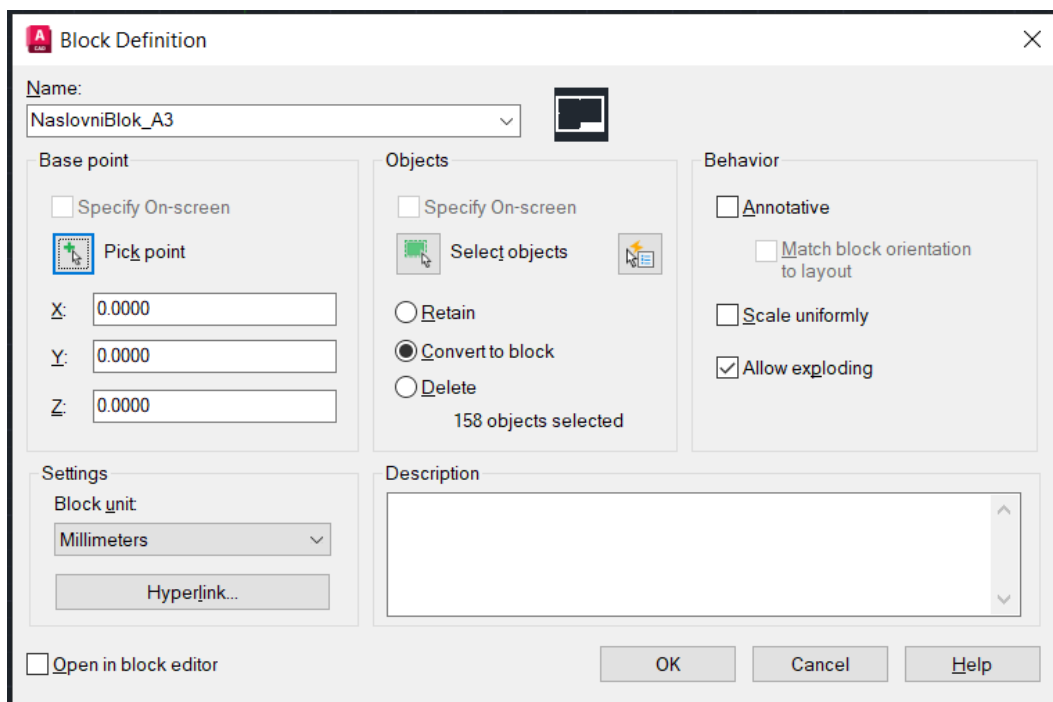 A
CAD
Block Definition
Name:
NaslovniBlok_A3
Base point
Objects
Behavior
Specify On-screen
Specify On-screen
Annotative
Pick point
Select objects
Match block orientation
to layout
X: 0.0000
Retain
Scale uniformly
Y: 0.0000
Convert to block
Allow exploding
Z: 0.0000
Delete
158 objects selected
Settings
Description
Block unit:
Millimeters
Hyperlink...
Open in block editor
OK
Cancel
Help